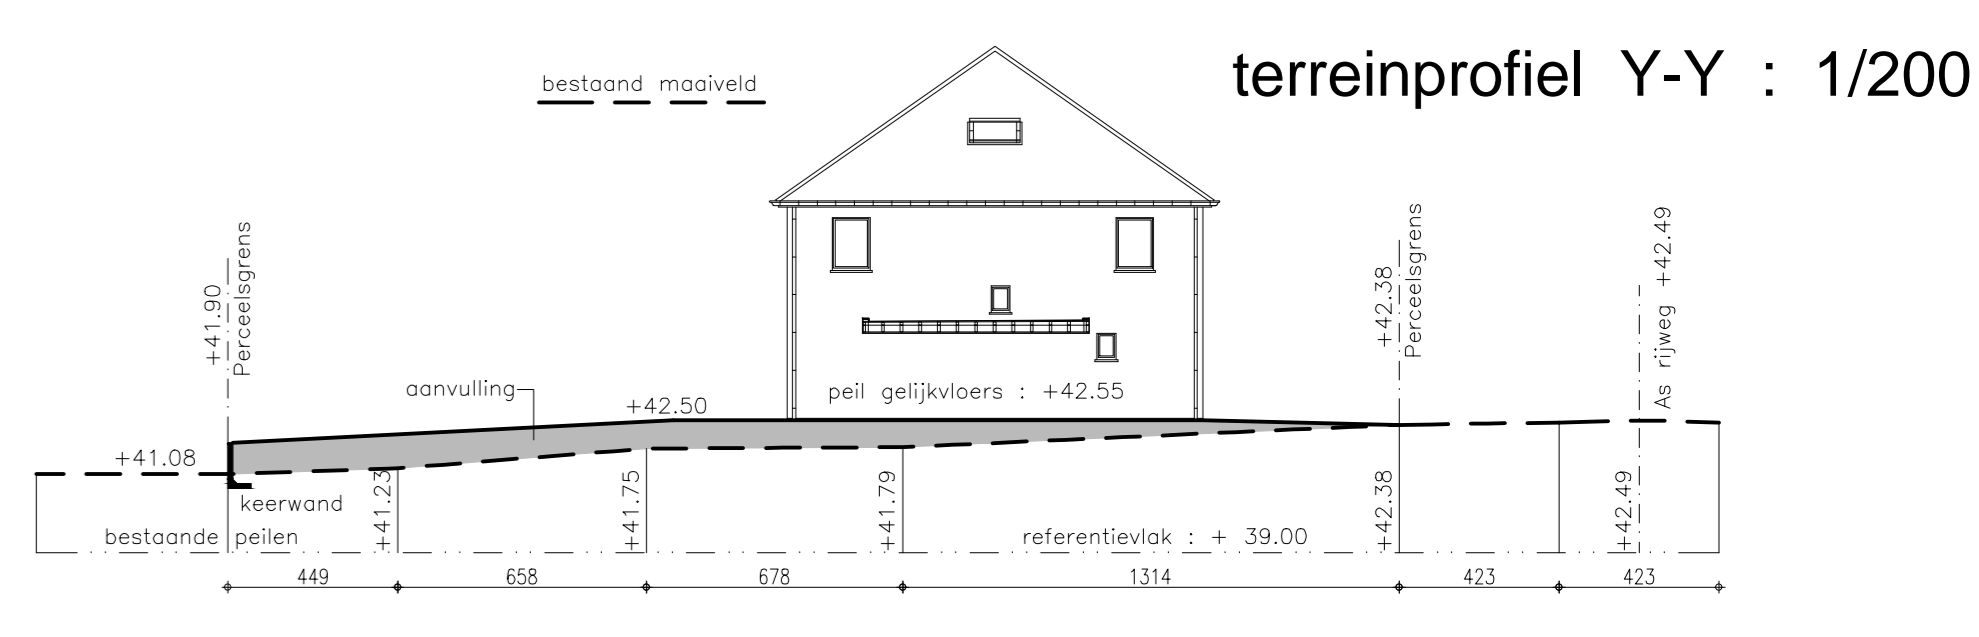 terreinprofiel Y-Y : 1/200
bestaand maaiveld
+41.90
Perceelsgrens
+42.38
Perceelsgrens
As rijweg +42.49
aanvulling
+42.50
peil gelijkvloers : +42.55
+41.08
keerwand
bestaande peilen
+41.23
+41.75
+41.79
referentievlak : + 39.00
+42.38
+42.49
449
658
678
1314
423
423